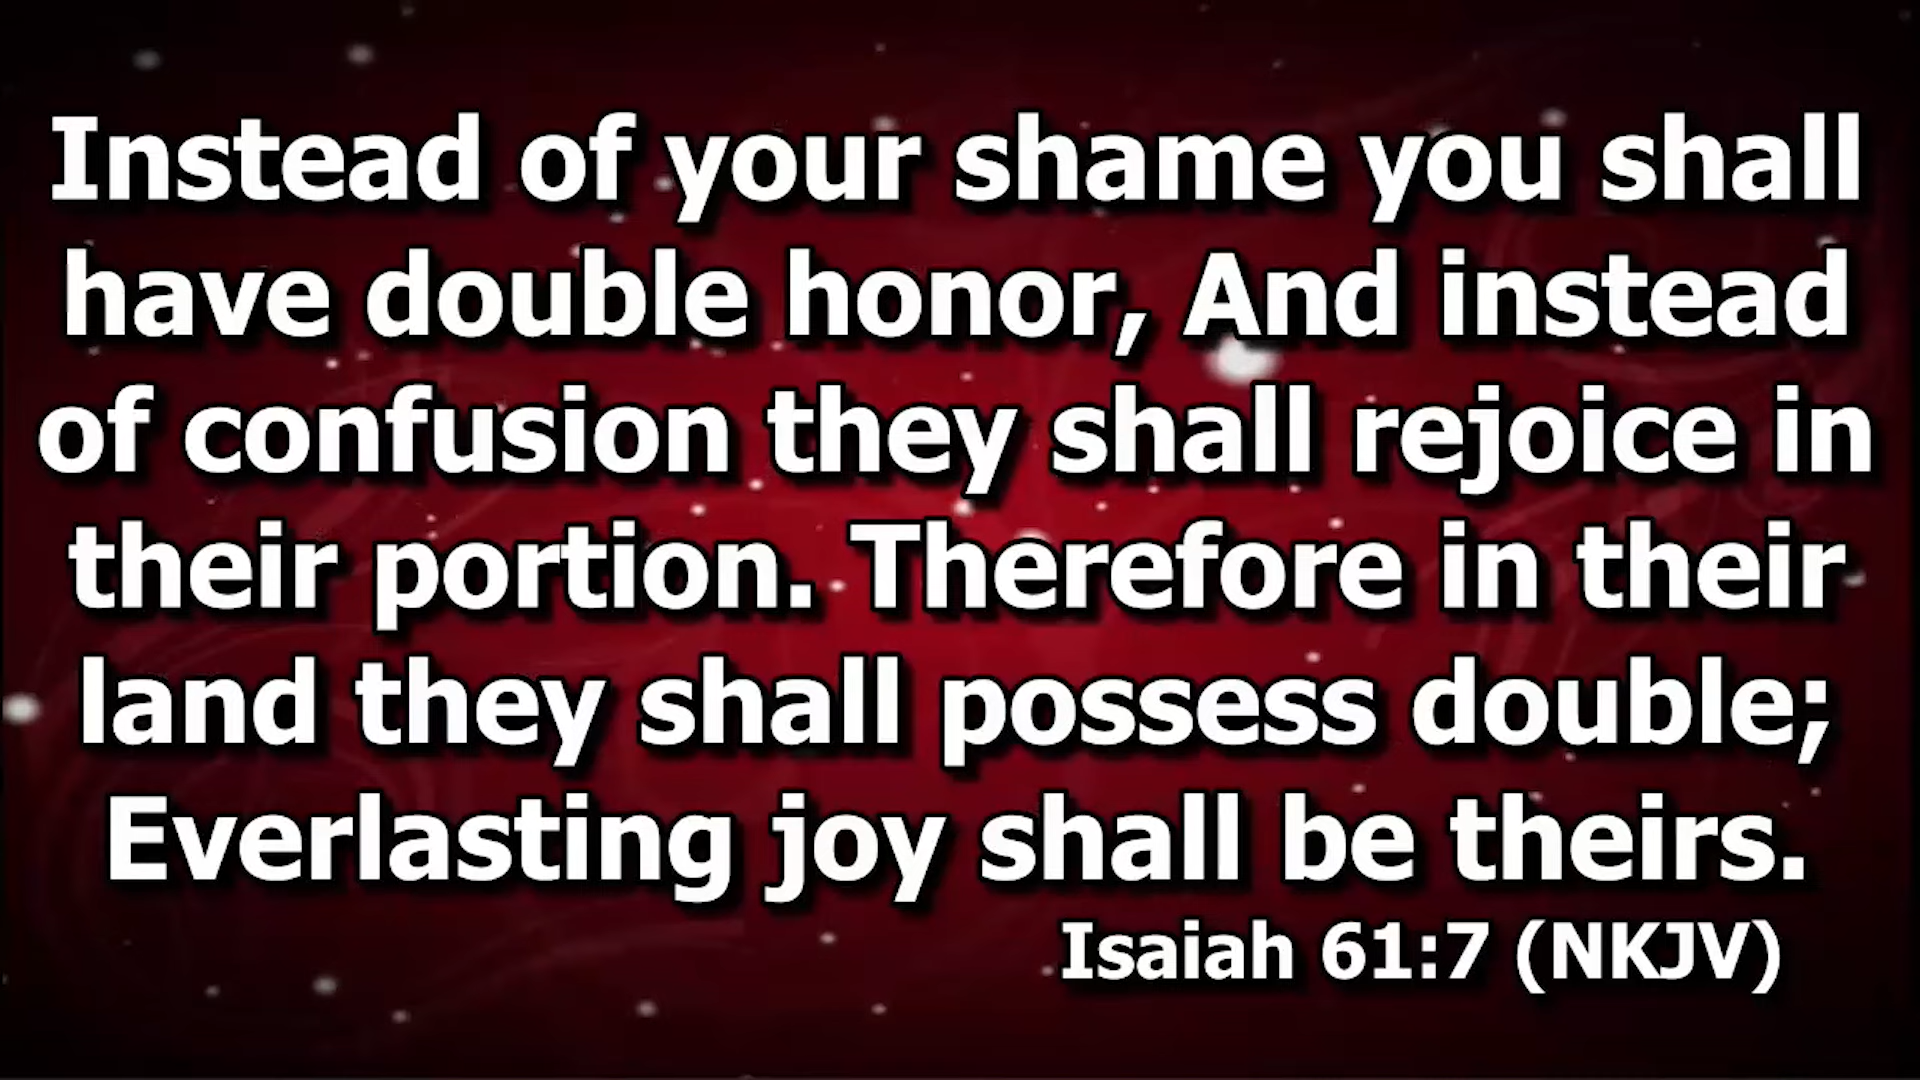 Instead of your shame you shall
have double honor, And instead
of confusion they shall rejoice in
their portion. Therefore in their
land they shall possess double;
Everlasting joy shall be theirs.
Isaiah 61:7 (NKJV)